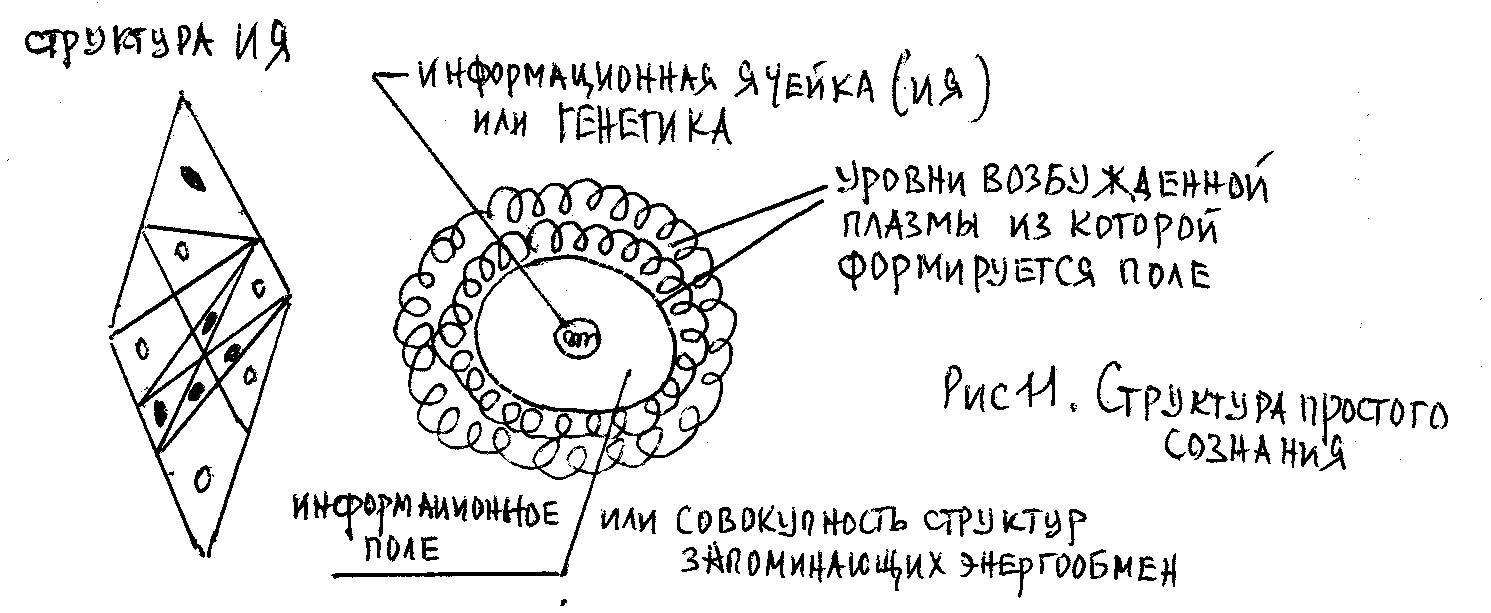 СТРУКТУРА ИЯ
ИНФОРМАЦИОННАЯ ЯЧЕЙКА (ИЯ)
ИЛИ ГЕНЕТИКА
УРОВНИ ВОЗБУЖДЕННОЙ
ПЛАЗМЫ ИЗ КОТОРОЙ
ФОРМИРУЕТСЯ ПОЛЕ
Рис 11. СТРУКТУРА ПРОСТОГО
СОЗНАНИЯ
ИНФОРМАЦИОННОЕ ИЛИ СОВОКУПНОСТЬ СТРУКТУР
ПОЛЕ ЗАПОМИНАЮЩИХ ЭНЕРГООБМЕН